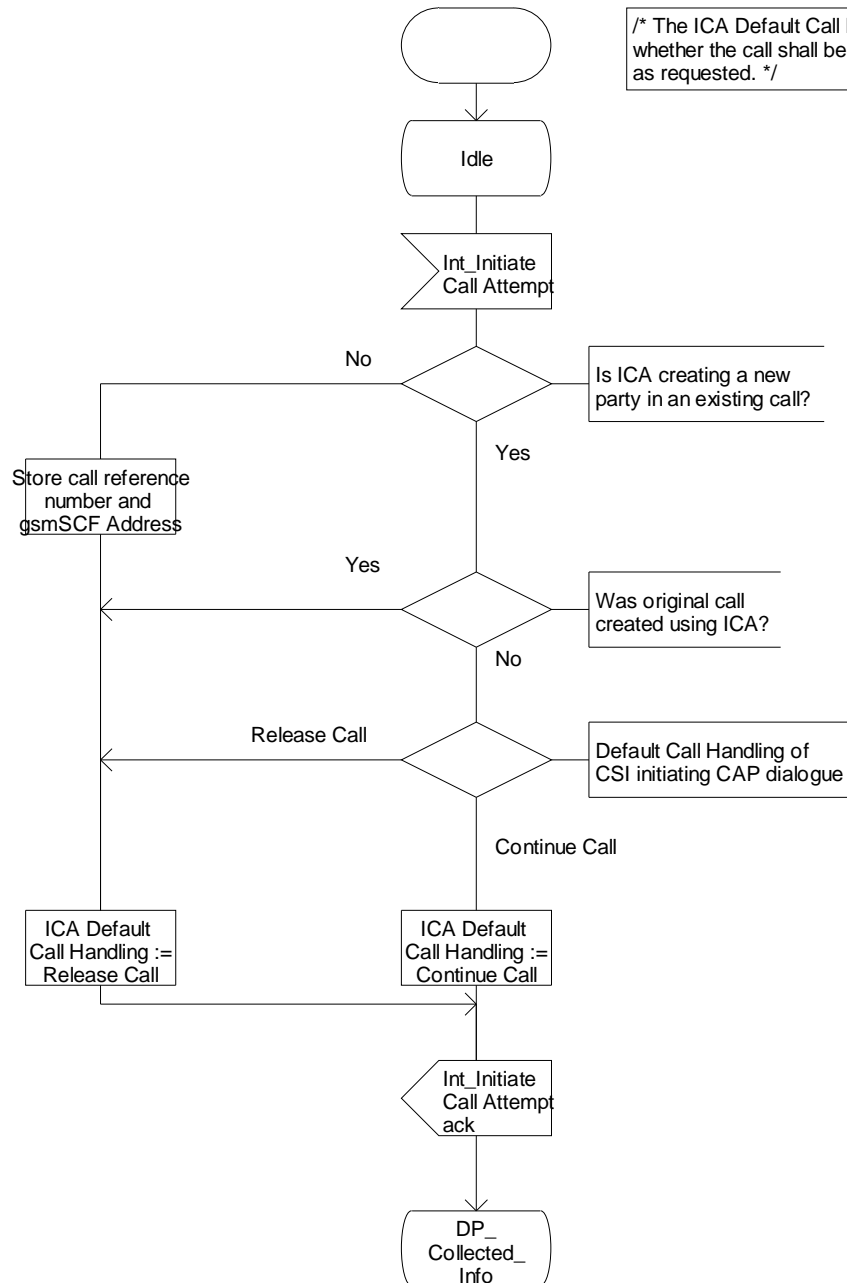 /* The ICA Default Call
whether the call shall be
as requested. */
Idle
Int_Initiate
Call Attempt
No
Is ICA creating a new
party in an existing call?
Yes
Store call reference
number and
gsmSCF Address
Yes
Was original call
created using ICA?
No
Release Call
Default Call Handling of
CSI initiating CAP dialogue
Continue Call
ICA Default
Call Handling :=
Release Call
ICA Default
Call Handling :=
Continue Call
Int_Initiate
Call Attempt
ack
DP_
Collected_
Info